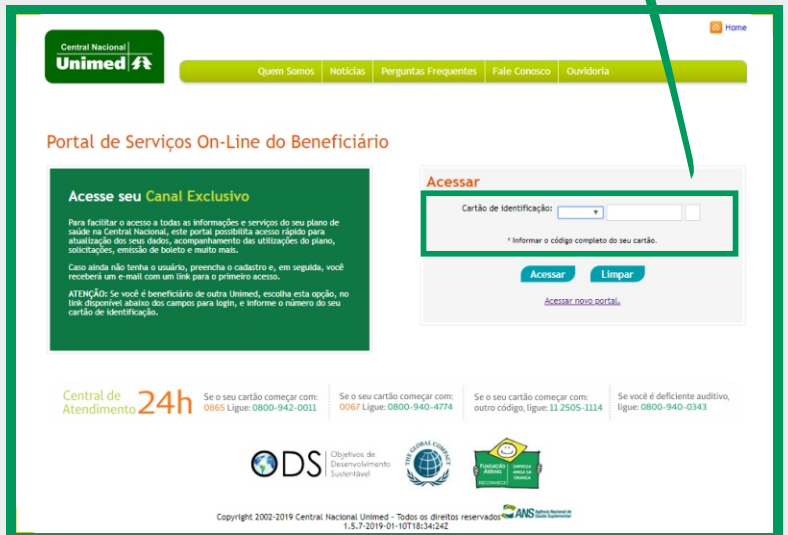 Home
Central Nacional
Unimed
Quem Somos Notícias Perguntas Frequentes Fale Conosco Ouvidoria
Portal de Serviços On-Line do Beneficiário
Acesse seu Canal Exclusivo
Para facilitar o acesso a todas as informações e serviços do seu plano de
saúde na Central Nacional, este portal possibilita acesso rápido para
atualização dos seus dados, acompanhamento das utilizações do plano,
solicitações, emissão de boleto e muito mais.
Caso ainda não tenha o usuário, preencha o cadastro e, em seguida, você
receberá um e-mail com um link para o primeiro acesso.
ATENÇÃO: Se você é beneficiário de outra Unimed, escolha esta opção, no
link disponível abaixo dos campos para login, e informe o número do seu
cartão de identificação.
Acessar
Cartão de identificação:
* Informar o código completo do seu cartão.
Acessar Limpar
Acessar novo portal.
Central de
Atendimento 24h
Se o seu cartão começar com:
0865 Ligue: 0800-942-0011
Se o seu cartão começar com:
0067 Ligue: 0800-940-4774
Se o seu cartão começar com:
outro código, ligue: 11 2505-1114
Se você é deficiente auditivo,
ligue: 0800-940-0343
ODS
Objetivos de
Desenvolvimento
Sustentável
THE GLOBAL COMPACT
FUNDAÇÃO
ABRINQ
RECONHECE
EMPRESA
AMIGA DA
CRIANÇA
Copyright 2002-2019 Central Nacional Unimed - Todos os direitos reservados
ANS Agência Nacional de
Saúde Suplementar
1.5.7-2019-01-10T18:34:24Z